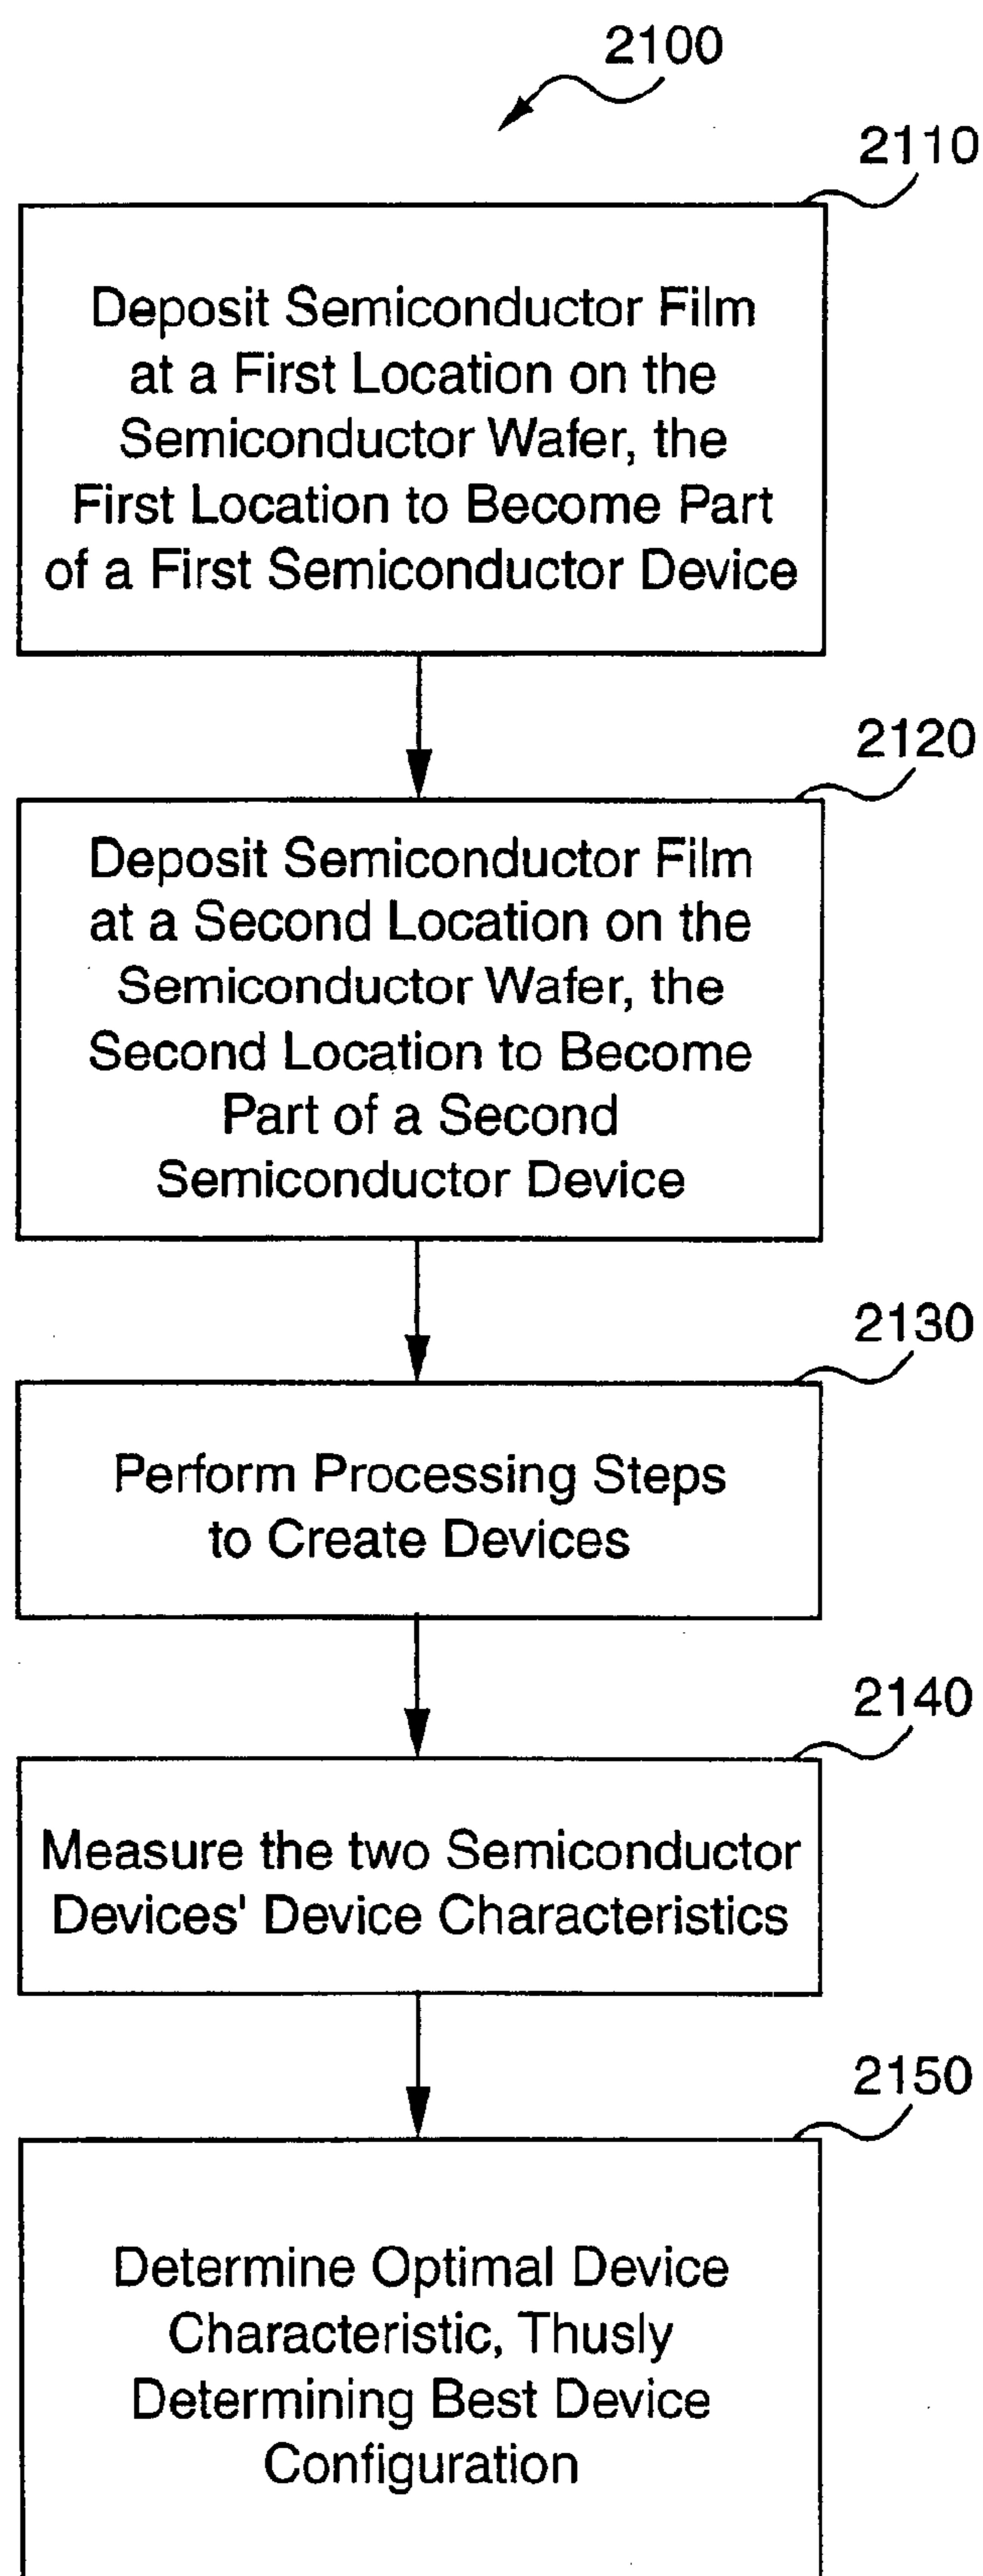 2100
2110
Deposit Semiconductor Film
at a First Location on the
Semiconductor Wafer, the
First Location to Become Part
of a First Semiconductor Device
2120
Deposit Semiconductor Film
at a Second Location on the
Semiconductor Wafer, the
Second Location to Become
Part of a Second
Semiconductor Device
2130
Perform Processing Steps
to Create Devices
2140
Measure the two Semiconductor
Devices' Device Characteristics
2150
Determine Optimal Device
Characteristic, Thusly
Determining Best Device
Configuration